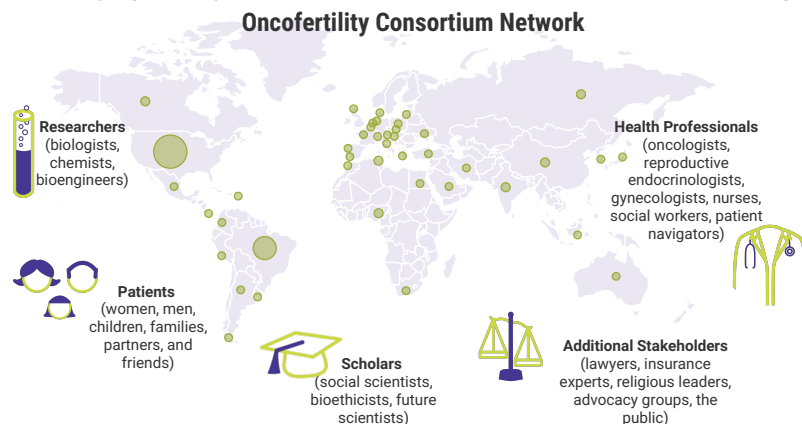 Oncofertility Consortium Network
Researchers
(biologists,
chemists,
bioengineers)
Health Professionals
(oncologists,
reproductive
endocrinologists,
gynecologists, nurses,
social workers, patient
navigators)
Patients
(women, men,
children, families,
partners, and
friends)
Scholars
(social scientists,
bioethicists, future
scientists)
Additional Stakeholders
(lawyers, insurance
experts, religious leaders,
advocacy groups, the
public)